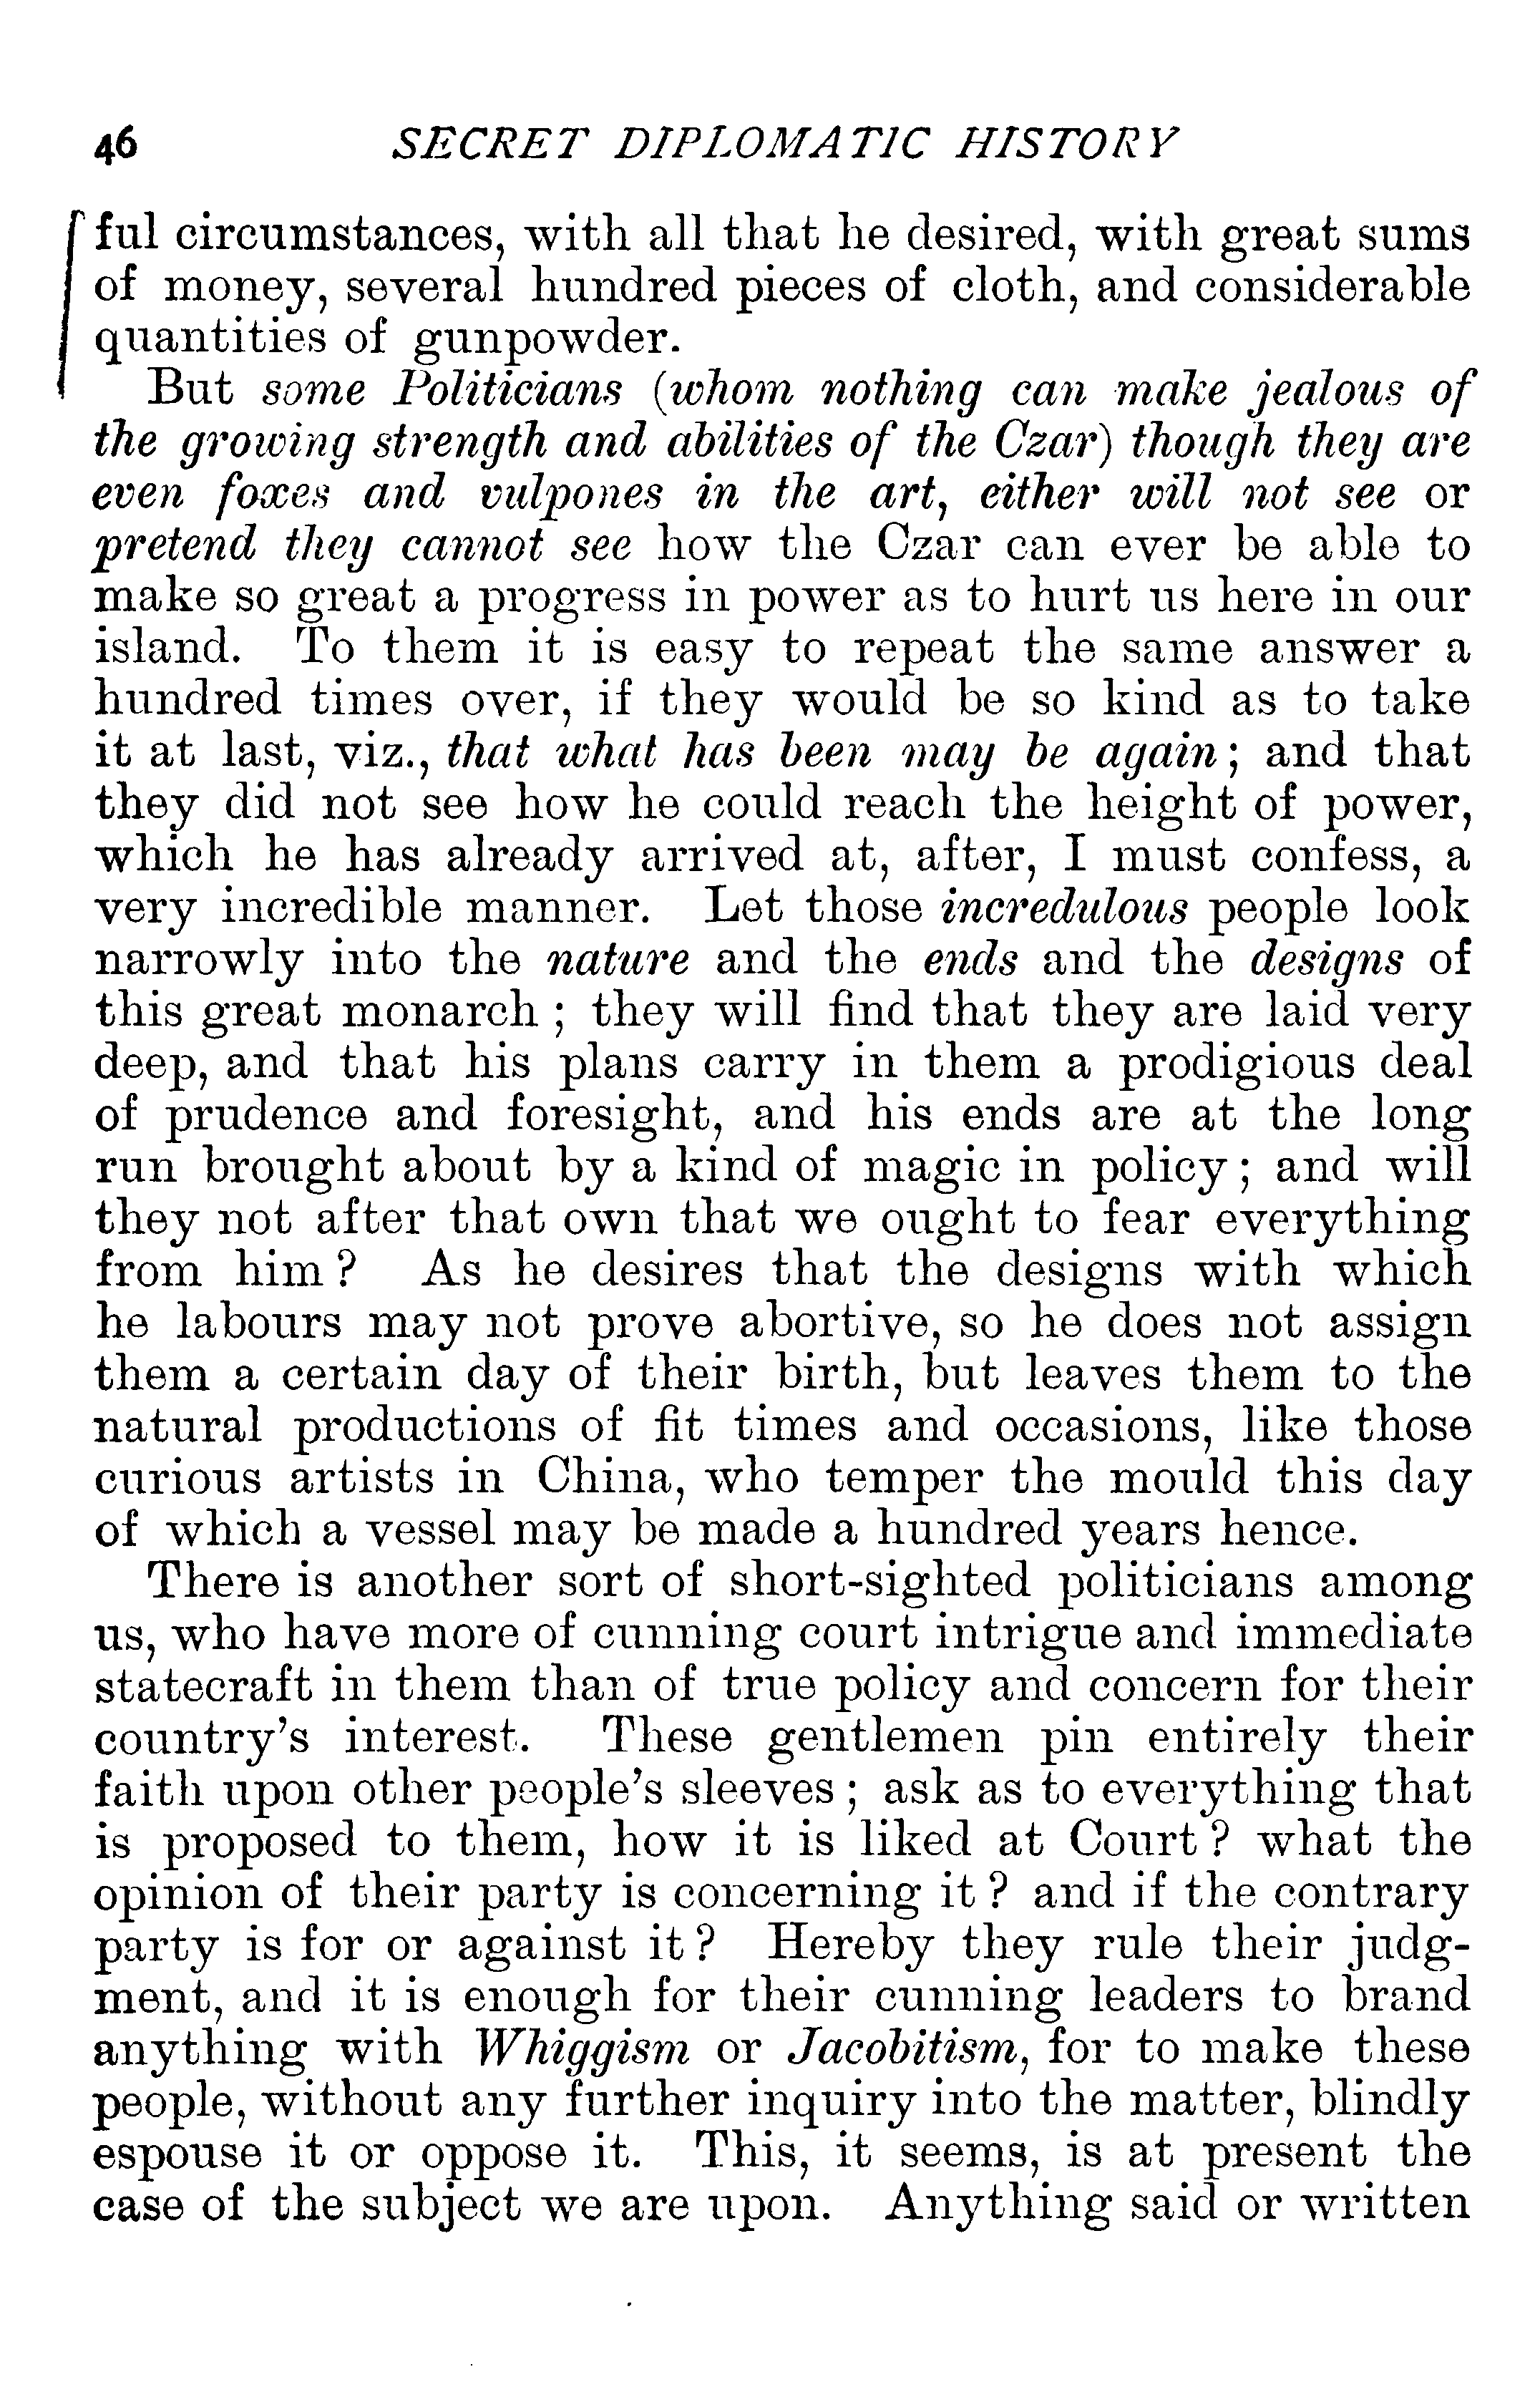 46 SECRET DIPLOMATIC HISTORY
ful circumstances, with all that he desired, with great sums
of money, several hundred pieces of cloth, and considerable
quantities of gunpowder.
But some Politicians (whom nothing can make jealous of
the growing strength and abilities of the Czar) though they are
even foxes and vulpones in the art, either will not see or
pretend they cannot see how the Czar can ever be able to
make so great a progress in power as to hurt us here in our
island. To them it is easy to repeat the same answer a
hundred times over, if they would be so kind as to take
it at last, viz., that what has been may be again; and that
they did not see how he could reach the height of power,
which he has already arrived at, after, I must confess, a
very incredible manner. Let those incredulous people look
narrowly into the nature and the ends and the designs of
this great monarch; they will find that they are laid very
deep, and that his plans carry in them a prodigious deal
of prudence and foresight, and his ends are at the long
run brought about by a kind of magic in policy; and will
they not after that own that we ought to fear everything
from him? As he desires that the designs with which
he labours may not prove abortive, so he does not assign
them a certain day of their birth, but leaves them to the
natural productions of fit times and occasions, like those
curious artists in China, who temper the mould this day
of which a vessel may be made a hundred years hence.
There is another sort of short-sighted politicians among
us, who have more of cunning court intrigue and immediate
statecraft in them than of true policy and concern for their
country's interest. These gentlemen pin entirely their
faith upon other people's sleeves; ask as to everything that
is proposed to them, how it is liked at Court? what the
opinion of their party is concerning it? and if the contrary
party is for or against it? Hereby they rule their judg-
ment, and it is enough for their cunning leaders to brand
anything with Whiggism or Jacobitism, for to make these
people, without any further inquiry into the matter, blindly
espouse it or oppose it. This, it seems, is at present the
case of the subject we are upon. Anything said or written